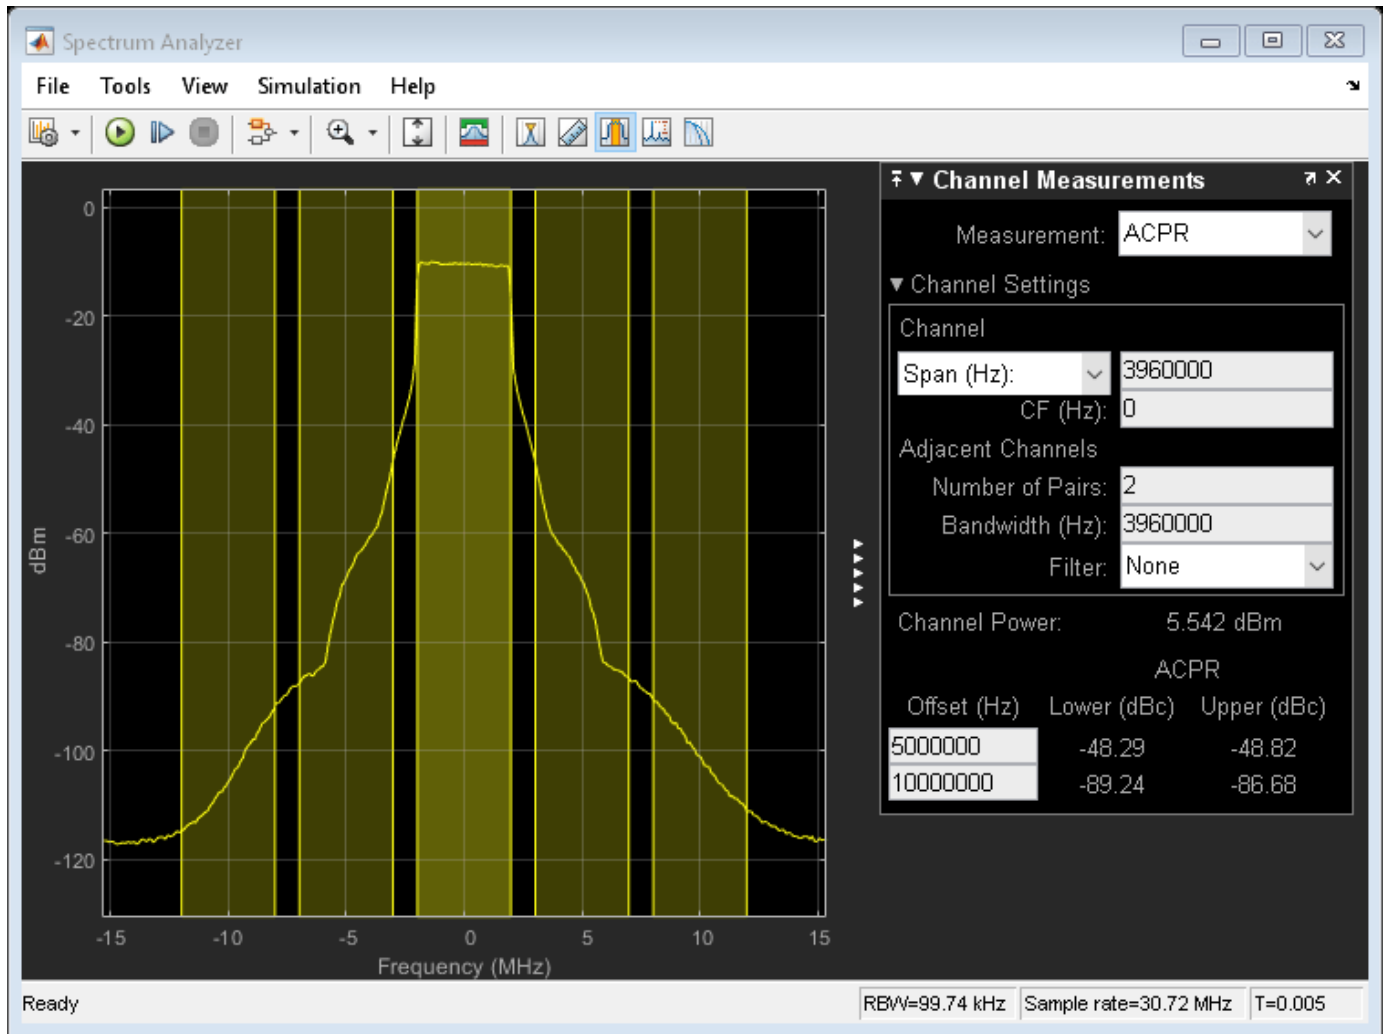 Spectrum Analyzer
File Tools View Simulation Help
Channel Measurements
Measurement: ACPR
Channel Settings
Channel
Span (Hz): 3960000
CF (Hz): 0
Adjacent Channels
Number of Pairs: 2
Bandwidth (Hz): 3960000
Filter: None
Channel Power: 5.542 dBm
ACPR
Offset (Hz) Lower (dBc) Upper (dBc)
5000000 -48.29 -48.82
10000000 -89.24 -86.68
0
-20
-40
-60
-80
-100
-120
dBm
-15 -10 -5 0 5 10 15
Frequency (MHz)
Ready RBW=99.74 kHz Sample rate=30.72 MHz T=0.005